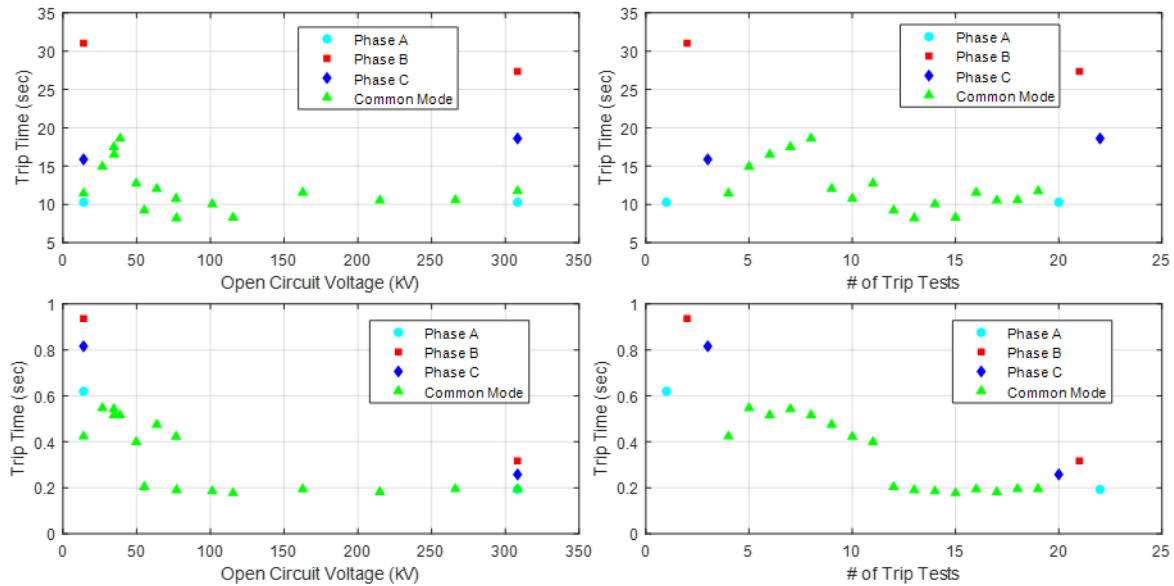 35
30
25
20
15
10
5
Trip Time (sec)
Phase A
Phase B
Phase C
Common Mode
0 50 100 150 200 250 300 350
Open Circuit Voltage (kV)
35
30
25
20
15
10
5
Trip Time (sec)
Phase A
Phase B
Phase C
Common Mode
0 5 10 15 20 25
# of Trip Tests
1
0.8
0.6
0.4
0.2
0
Trip Time (sec)
Phase A
Phase B
Phase C
Common Mode
0 50 100 150 200 250 300 350
Open Circuit Voltage (kV)
1
0.8
0.6
0.4
0.2
0
Trip Time (sec)
Phase A
Phase B
Phase C
Common Mode
0 5 10 15 20 25
# of Trip Tests